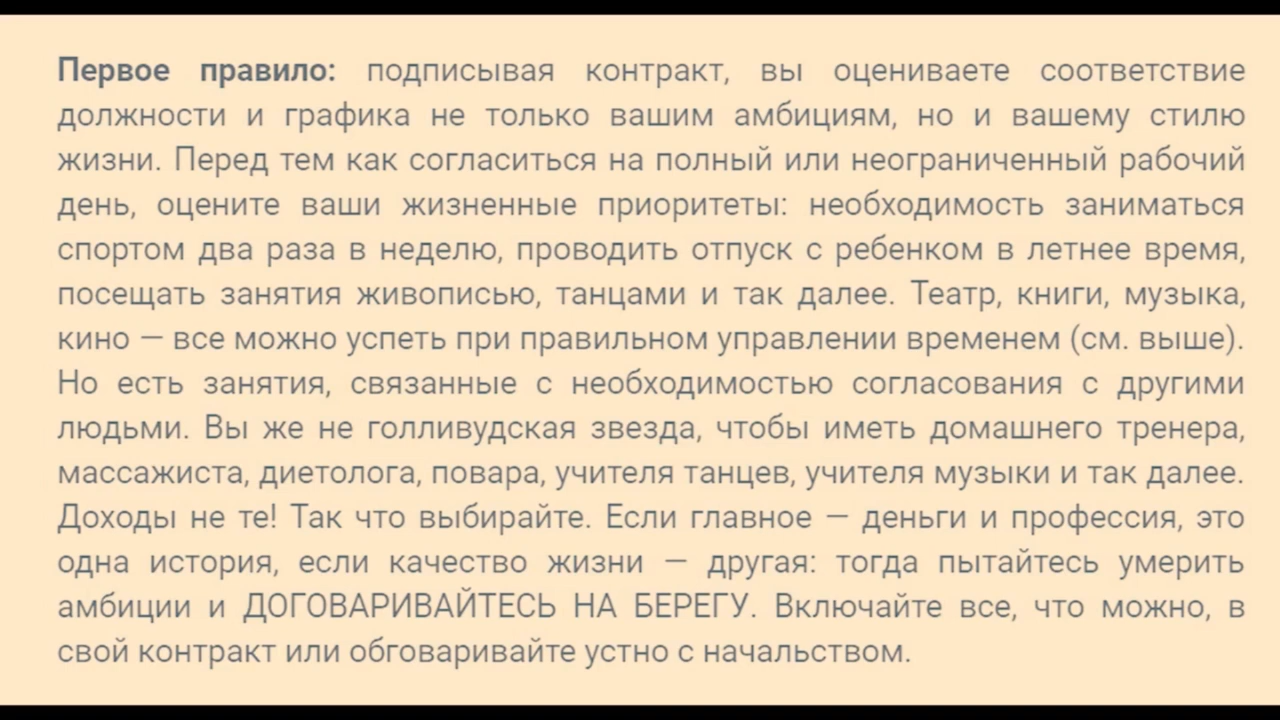 Первое правило: подписывая контракт, вы оцениваете соответствие
должности и графика не только вашим амбициям, но и вашему стилю
жизни. Перед тем как согласиться на полный или неограниченный рабочий
день, оцените ваши жизненные приоритеты: необходимость заниматься
спортом два раза в неделю, проводить отпуск с ребенком в летнее время,
посещать занятия живописью, танцами и так далее. Театр, книги, музыка,
кино — все можно успеть при правильном управлении временем (см. выше).
Но есть занятия, связанные с необходимостью согласования с другими
людьми. Вы же не голливудская звезда, чтобы иметь домашнего тренера,
массажиста, диетолога, повара, учителя танцев, учителя музыки и так далее.
Доходы не те! Так что выбирайте. Если главное — деньги и профессия, это
одна история, если качество жизни — другая: тогда пытайтесь умерить
амбиции и ДОГОВАРИВАЙТЕСЬ НА БЕРЕГУ. Включайте все, что можно, в
свой контракт или обговаривайте устно с начальством.